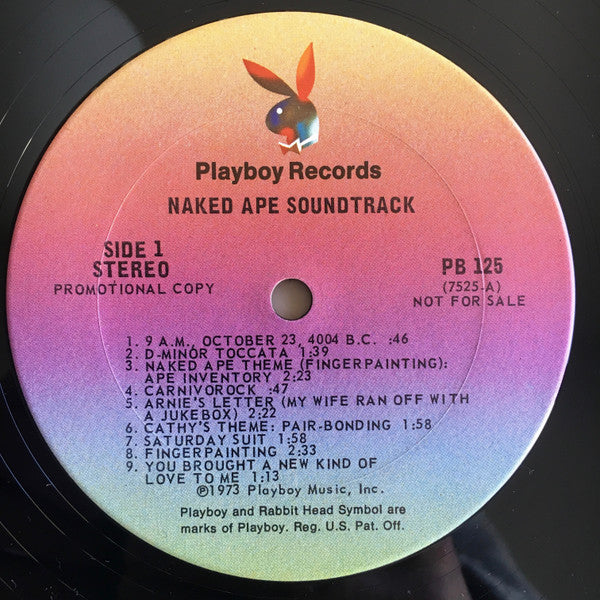 Playboy Records
NAKED APE SOUNDTRACK
SIDE 1
STEREO
PROMOTIONAL COPY
PB 125
(7525-A)
NOT FOR SALE
1. 9 A.M., OCTOBER 23, 4004 B.C. :46
2. D-MINOR TOCCATA 1:39
3. NAKED APE THEME (FINGERPAINTING):
APE INVENTORY 2:23
4. CARNIVOROCK :47
5. ARNIE'S LETTER (MY WIFE RAN OFF WITH
A JUKEBOX) 2:22
6. CATHY'S THEME: PAIR-BONDING 1:58
7. SATURDAY SUIT 1:58
8. FINGERPAINTING 2:33
9. YOU BROUGHT A NEW KIND OF
LOVE TO ME 1:13
℗1973 Playboy Music, Inc.
Playboy and Rabbit Head Symbol are
marks of Playboy. Reg. U.S. Pat. Off.